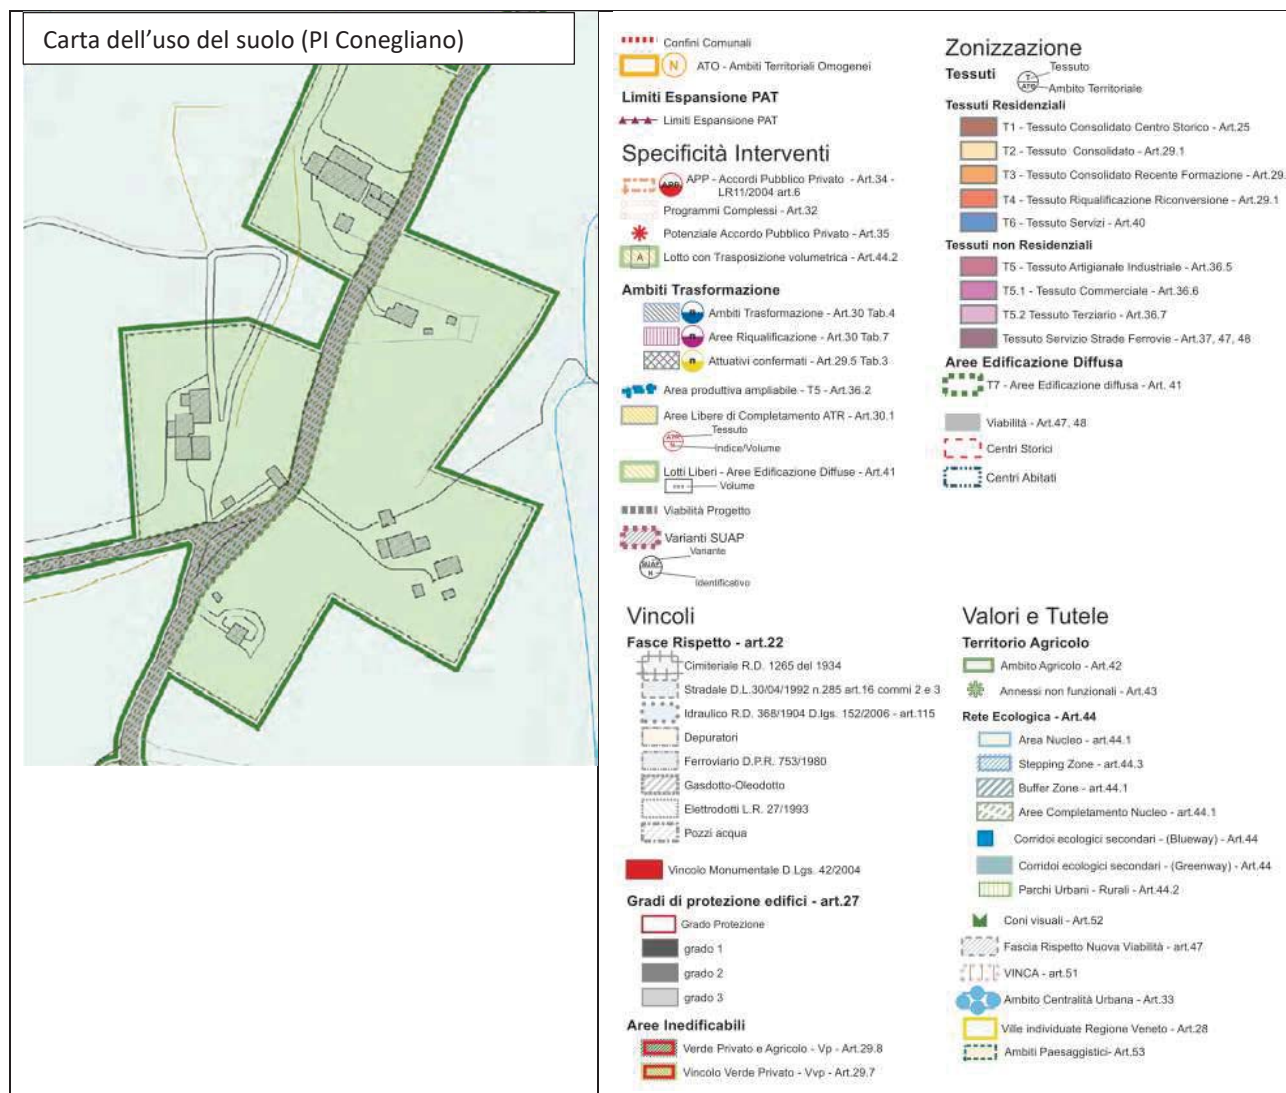 Carta dell'uso del suolo (PI Conegliano)
Confini Comunali
N
ATO - Ambiti Territoriali Omogenei
Limiti Espansione PAT
Limiti Espansione PAT
Specificità Interventi
APP
APP - Accordi Pubblico Privato - Art.34 -
LR11/2004 art.6
Programmi Complessi - Art.32
Potenziale Accordo Pubblico Privato - Art.35
A
Lotto con Trasposizione volumetrica - Art.44.2
Ambiti Trasformazione
n
Ambiti Trasformazione - Art.30 Tab.4
n
Aree Riqualificazione - Art.30 Tab.7
n
Attuativi confermati - Art.29.5 Tab.3
Area produttiva ampliabile - T5 - Art.36.2
Aree Libere di Completamento ATR - Art.30.1
Tessuto
Indice/Volume
Lotti Liberi - Aree Edificazione Diffuse - Art.41
Volume
Viabilità Progetto
Varianti SUAP
Variante
SUAP
N
Identificativo
Zonizzazione
Tessuti
T
ATO
Tessuto
Ambito Territoriale
Tessuti Residenziali
T1 - Tessuto Consolidato Centro Storico - Art.25
T2 - Tessuto Consolidato - Art.29.1
T3 - Tessuto Consolidato Recente Formazione - Art.29.
T4 - Tessuto Riqualificazione Riconversione - Art.29.1
T6 - Tessuto Servizi - Art.40
Tessuti non Residenziali
T5 - Tessuto Artigianale Industriale - Art.36.5
T5.1 - Tessuto Commerciale - Art.36.6
T5.2 Tessuto Terziario - Art.36.7
Tessuto Servizio Strade Ferrovie - Art.37, 47, 48
Aree Edificazione Diffusa
T7 - Aree Edificazione diffusa - Art. 41
Viabilità - Art.47, 48
Centri Storici
Centri Abitati
Vincoli
Fasce Rispetto - art.22
Cimiteriale R.D. 1265 del 1934
Stradale D.L.30/04/1992 n.285 art.16 commi 2 e 3
Idraulico R.D. 368/1904 D.lgs. 152/2006 - art.115
Depuratori
Ferroviario D.P.R. 753/1980
Gasdotto-Oleodotto
Elettrodotti L.R. 27/1993
Pozzi acqua
Vincolo Monumentale D.Lgs. 42/2004
Gradi di protezione edifici - art.27
Grado Protezione
grado 1
grado 2
grado 3
Aree Inedificabili
Verde Privato e Agricolo - Vp - Art.29.8
Vincolo Verde Privato - Vvp - Art.29.7
Valori e Tutele
Territorio Agricolo
Ambito Agricolo - Art.42
Annessi non funzionali - Art.43
Rete Ecologica - Art.44
Area Nucleo - art.44.1
Stepping Zone - art.44.3
Buffer Zone - art.44.1
Aree Completamento Nucleo - art.44.1
Corridoi ecologici secondari - (Blueway) - Art.44
Corridoi ecologici secondari - (Greenway) - Art.44
Parchi Urbani - Rurali - Art.44.2
Coni visuali - Art.52
Fascia Rispetto Nuova Viabilità - art.47
VINCA - art.51
Ambito Centralità Urbana - Art.33
Ville individuate Regione Veneto - Art.28
Ambiti Paesaggistici- Art.53